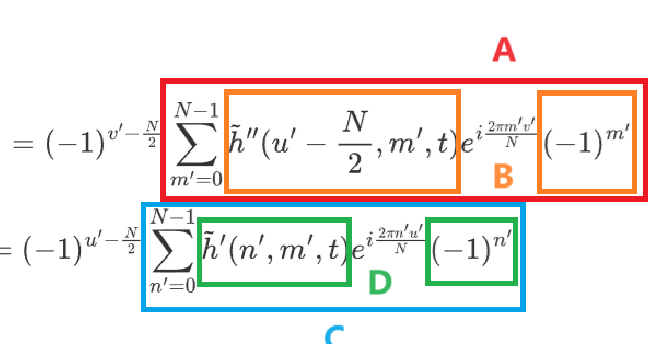 A
= (-1)^{v'-\frac{N}{2}} \sum_{m'=0}^{N-1} \tilde{h}''(u' - \frac{N}{2}, m', t) e^{i\frac{2\pi m'v'}{N}} (-1)^{m'}
B
= (-1)^{u'-\frac{N}{2}} \sum_{n'=0}^{N-1} \tilde{h}'(n', m', t) e^{i\frac{2\pi n'u'}{N}} (-1)^{n'}
D
C